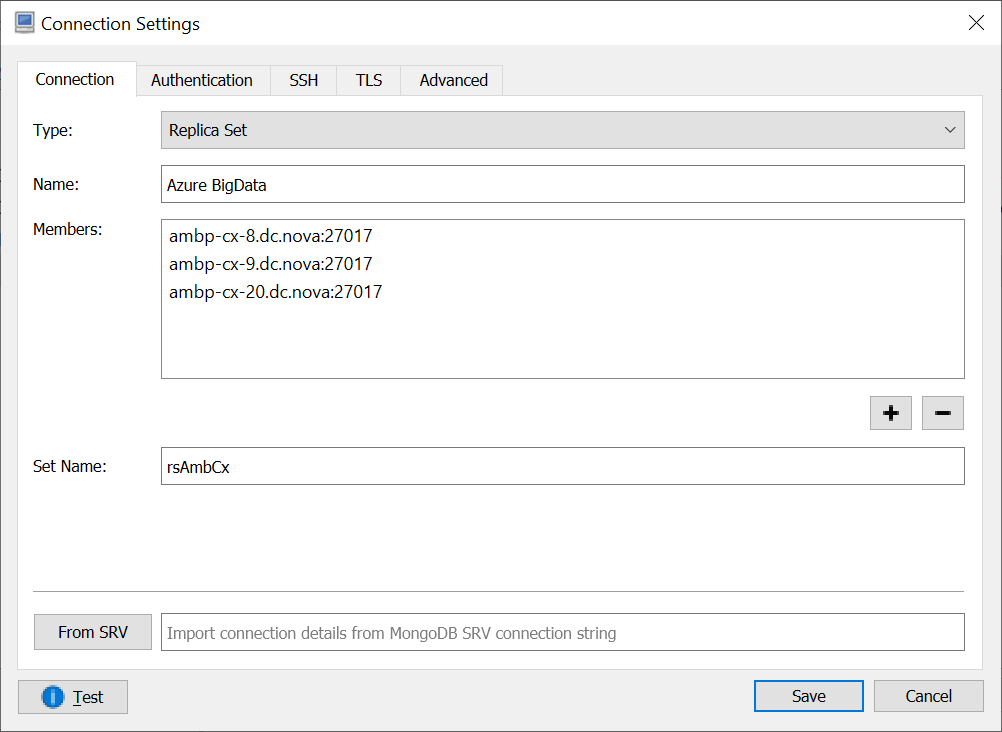 Connection Settings
Connection Authentication SSH TLS Advanced
Type: Replica Set
Name: Azure BigData
Members: ambp-cx-8.dc.nova:27017
ambp-cx-9.dc.nova:27017
ambp-cx-20.dc.nova:27017
Set Name: rsAmbCx
From SRV Import connection details from MongoDB SRV connection string
Test Save Cancel